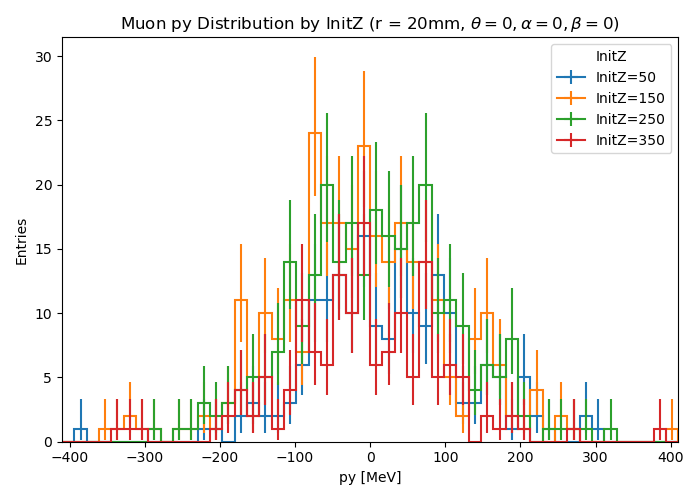 Muon py Distribution by InitZ (r = 20mm, θ = 0, α = 0, β = 0)
InitZ
InitZ=50
InitZ=150
InitZ=250
InitZ=350
Entries
30
25
20
15
10
5
0
−400 −300 −200 −100 0 100 200 300 400
py [MeV]